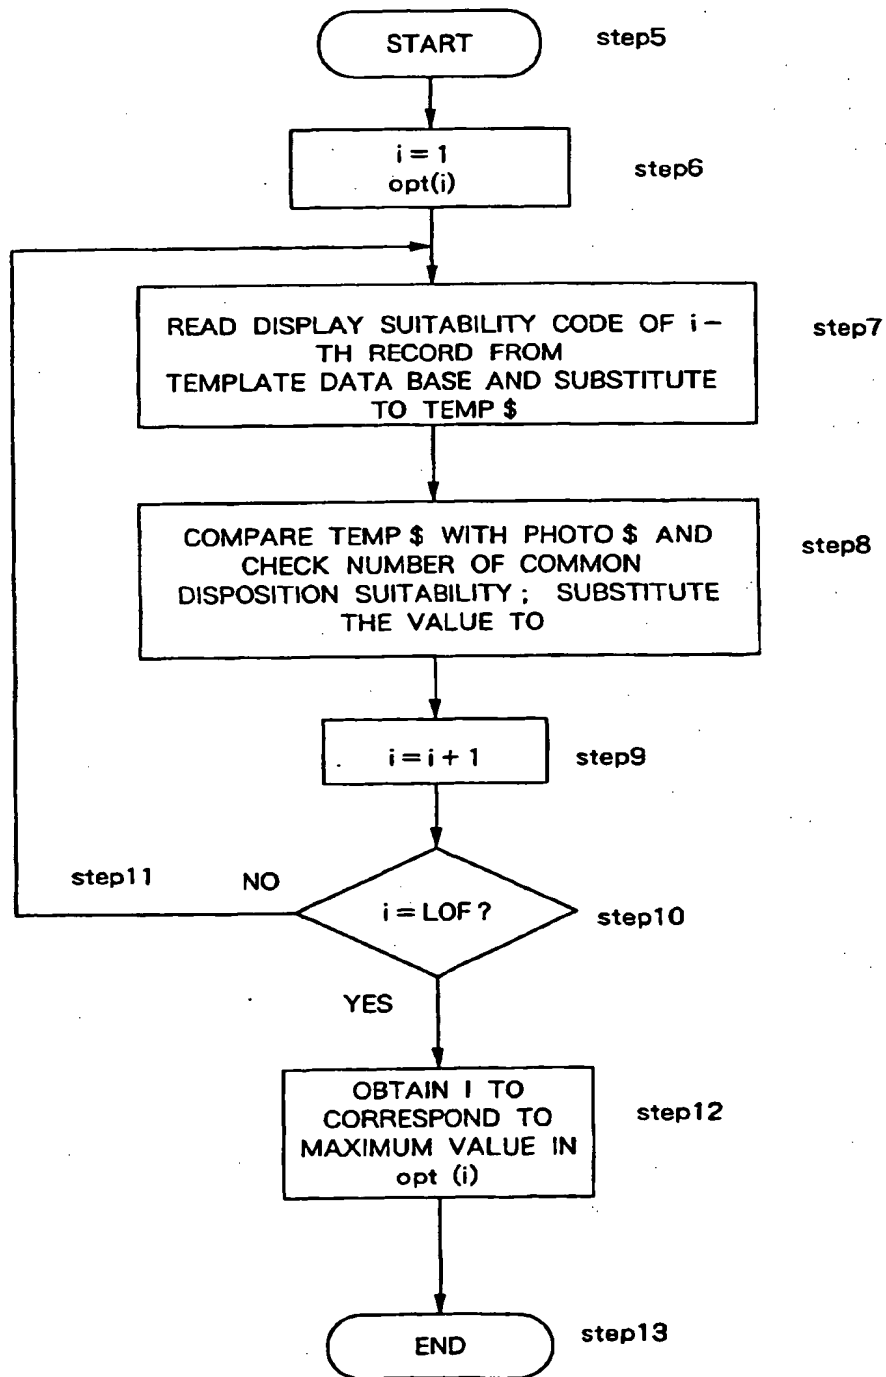 START
step5
i = 1
opt(i)
step6
READ DISPLAY SUITABILITY CODE OF i-
TH RECORD FROM
TEMPLATE DATA BASE AND SUBSTITUTE
TO TEMP $
step7
COMPARE TEMP $ WITH PHOTO $ AND
CHECK NUMBER OF COMMON
DISPOSITION SUITABILITY ; SUBSTITUTE
THE VALUE TO
step8
i = i + 1
step9
step11
NO
i = LOF ?
step10
YES
OBTAIN I TO
CORRESPOND TO
MAXIMUM VALUE IN
opt (i)
step12
END
step13